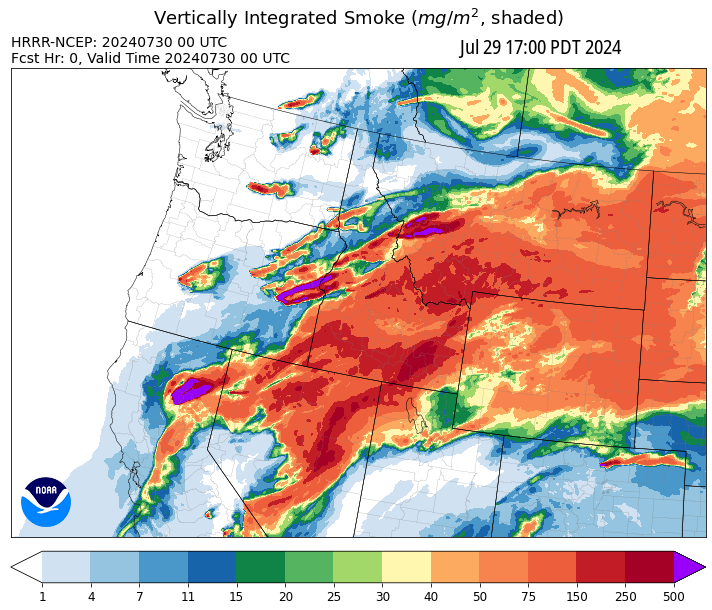 Vertically Integrated Smoke (mg/m², shaded)
HRRR-NCEP: 20240730 00 UTC
Fcst Hr: 0, Valid Time 20240730 00 UTC
Jul 29 17:00 PDT 2024
NOAA
1 4 7 11 15 20 25 30 40 50 75 150 250 500